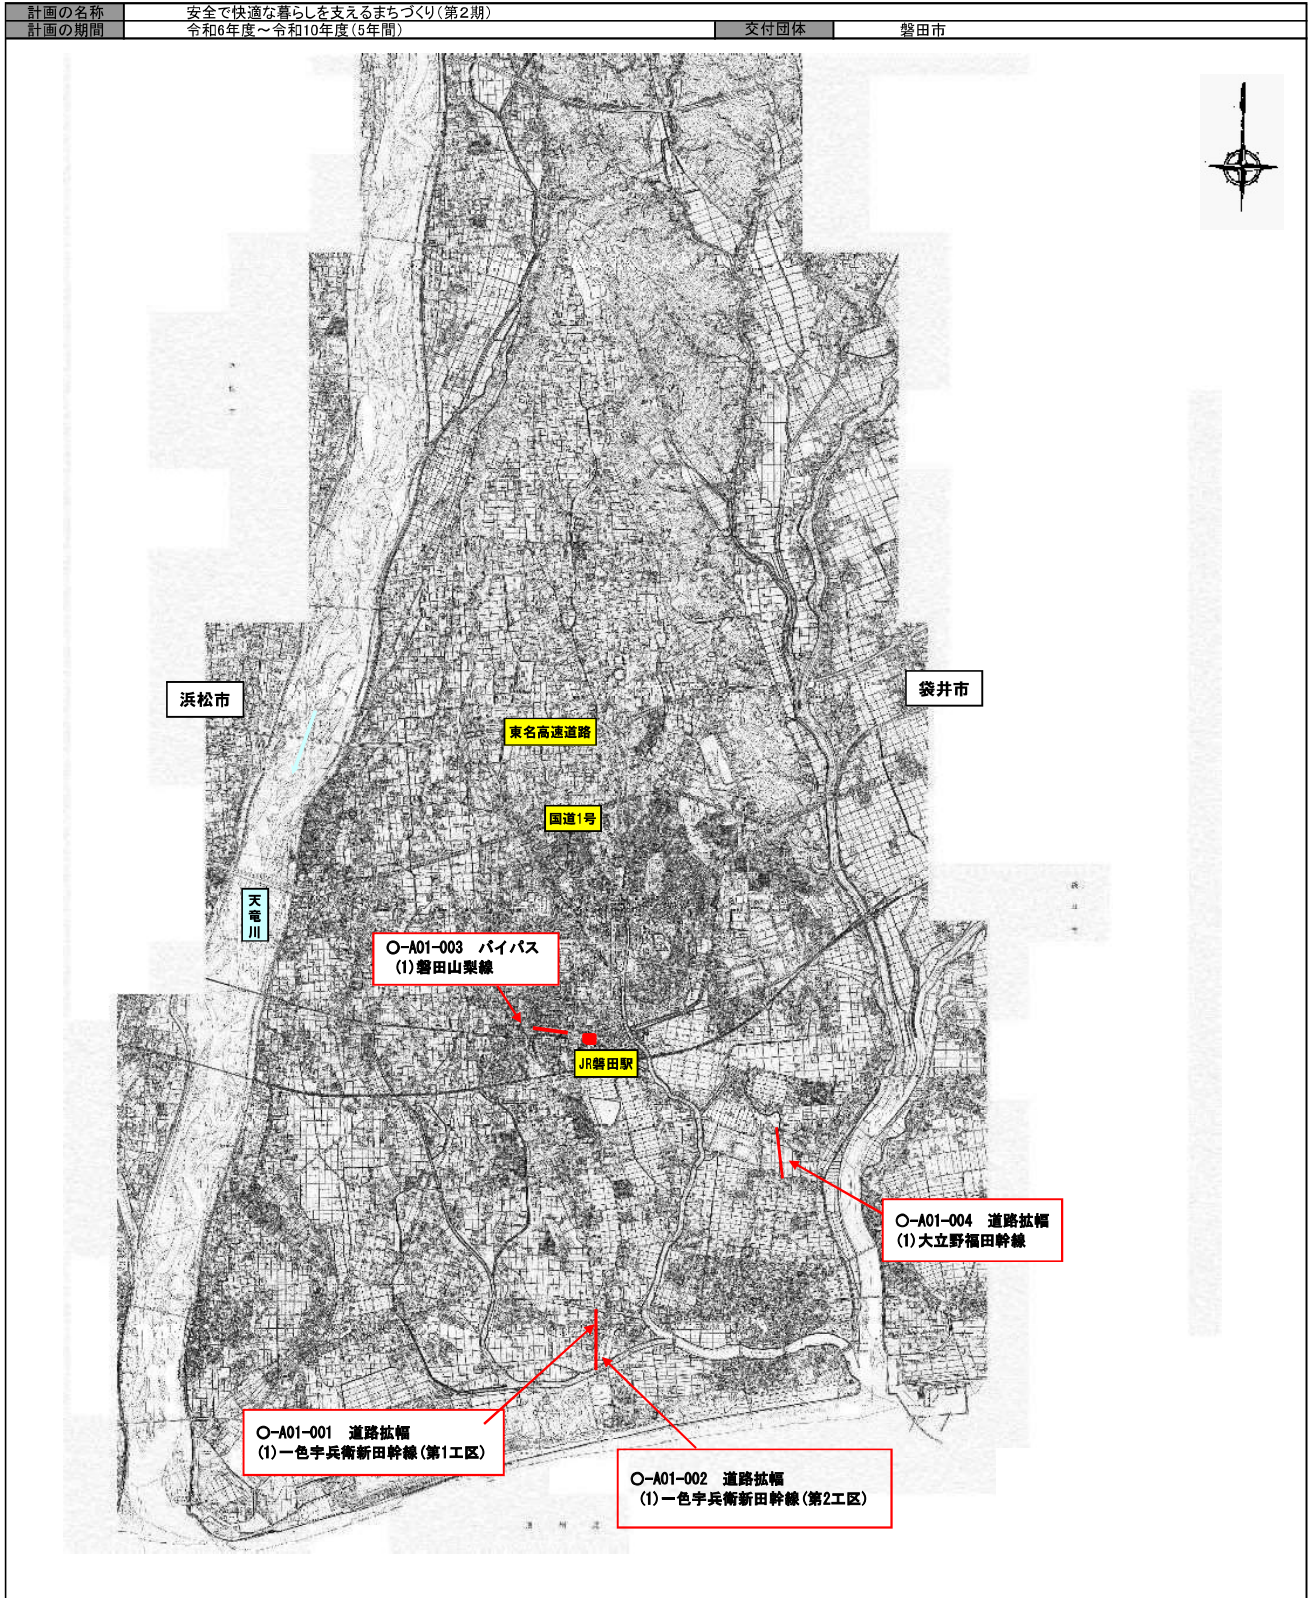 計画の名称 安全で快適な暮らしを支えるまちづくり(第2期)
計画の期間 令和6年度～令和10年度(5年間) 交付団体 磐田市
浜松市
袋井市
東名高速道路
国道1号
天竜川
○-A01-003 バイパス
(1)磐田山梨線
JR磐田駅
○-A01-004 道路拡幅
(1)大立野福田幹線
○-A01-001 道路拡幅
(1)一色宇兵衛新田幹線(第1工区)
○-A01-002 道路拡幅
(1)一色宇兵衛新田幹線(第2工区)